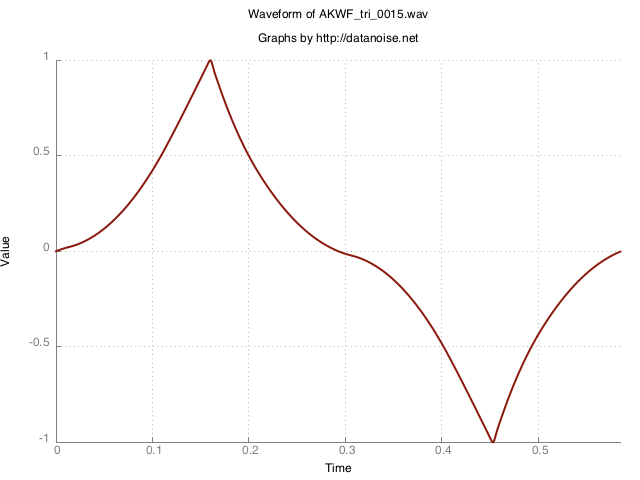 Waveform of AKWF_tri_0015.wav
Graphs by http://datanoise.net
1
0.5
0
-0.5
-1
Value
0 0.1 0.2 0.3 0.4 0.5
Time